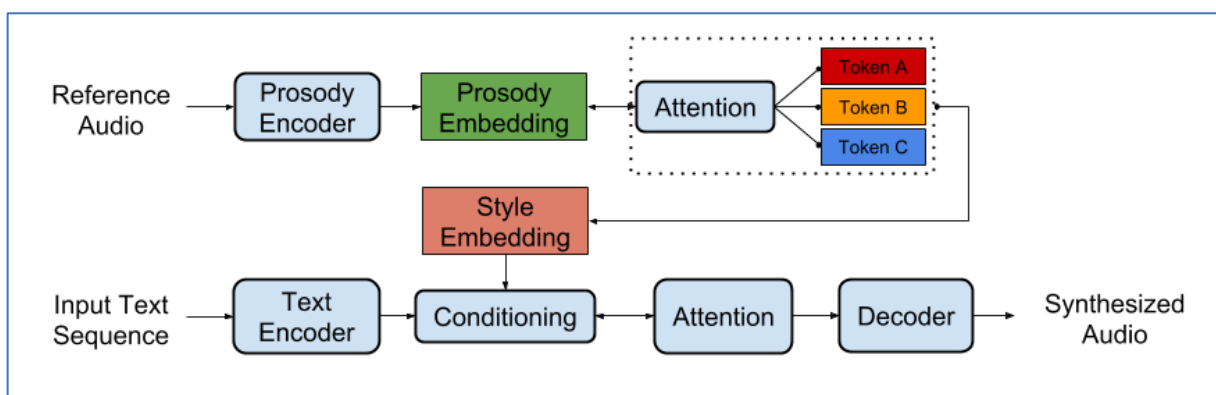 Reference
Audio
Prosody
Encoder
Prosody
Embedding
Attention
Token A
Token B
Token C
Style
Embedding
Input Text
Sequence
Text
Encoder
Conditioning
Attention
Decoder
Synthesized
Audio